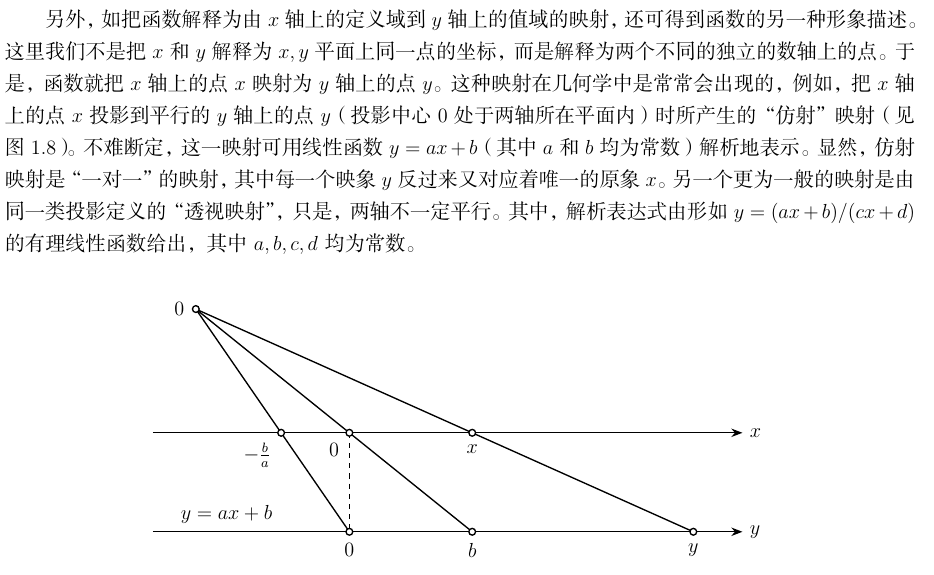 另外，如把函数解释为由 x 轴上的定义域到 y 轴上的值域的映射，还可得到函数的另一种形象描述。
这里我们不是把 x 和 y 解释为 x, y 平面上同一点的坐标，而是解释为两个不同的独立的数轴上的点。于
是，函数就把 x 轴上的点 x 映射为 y 轴上的点 y。这种映射在几何学中是常常会出现的，例如，把 x 轴
上的点 x 投影到平行的 y 轴上的点 y（投影中心 0 处于两轴所在平面内）时所产生的“仿射”映射（见
图 1.8）。不难断定，这一映射可用线性函数 y = ax + b（其中 a 和 b 均为常数）解析地表示。显然，仿射
映射是“一对一”的映射，其中每一个映象 y 反过来又对应着唯一的原象 x。另一个更为一般的映射是由
同一类投影定义的“透视映射”，只是，两轴不一定平行。其中，解析表达式由形如 y = (ax + b)/(cx + d)
的有理线性函数给出，其中 a, b, c, d 均为常数。
0
x
-b/a
0
x
y = ax + b
y
0
b
y